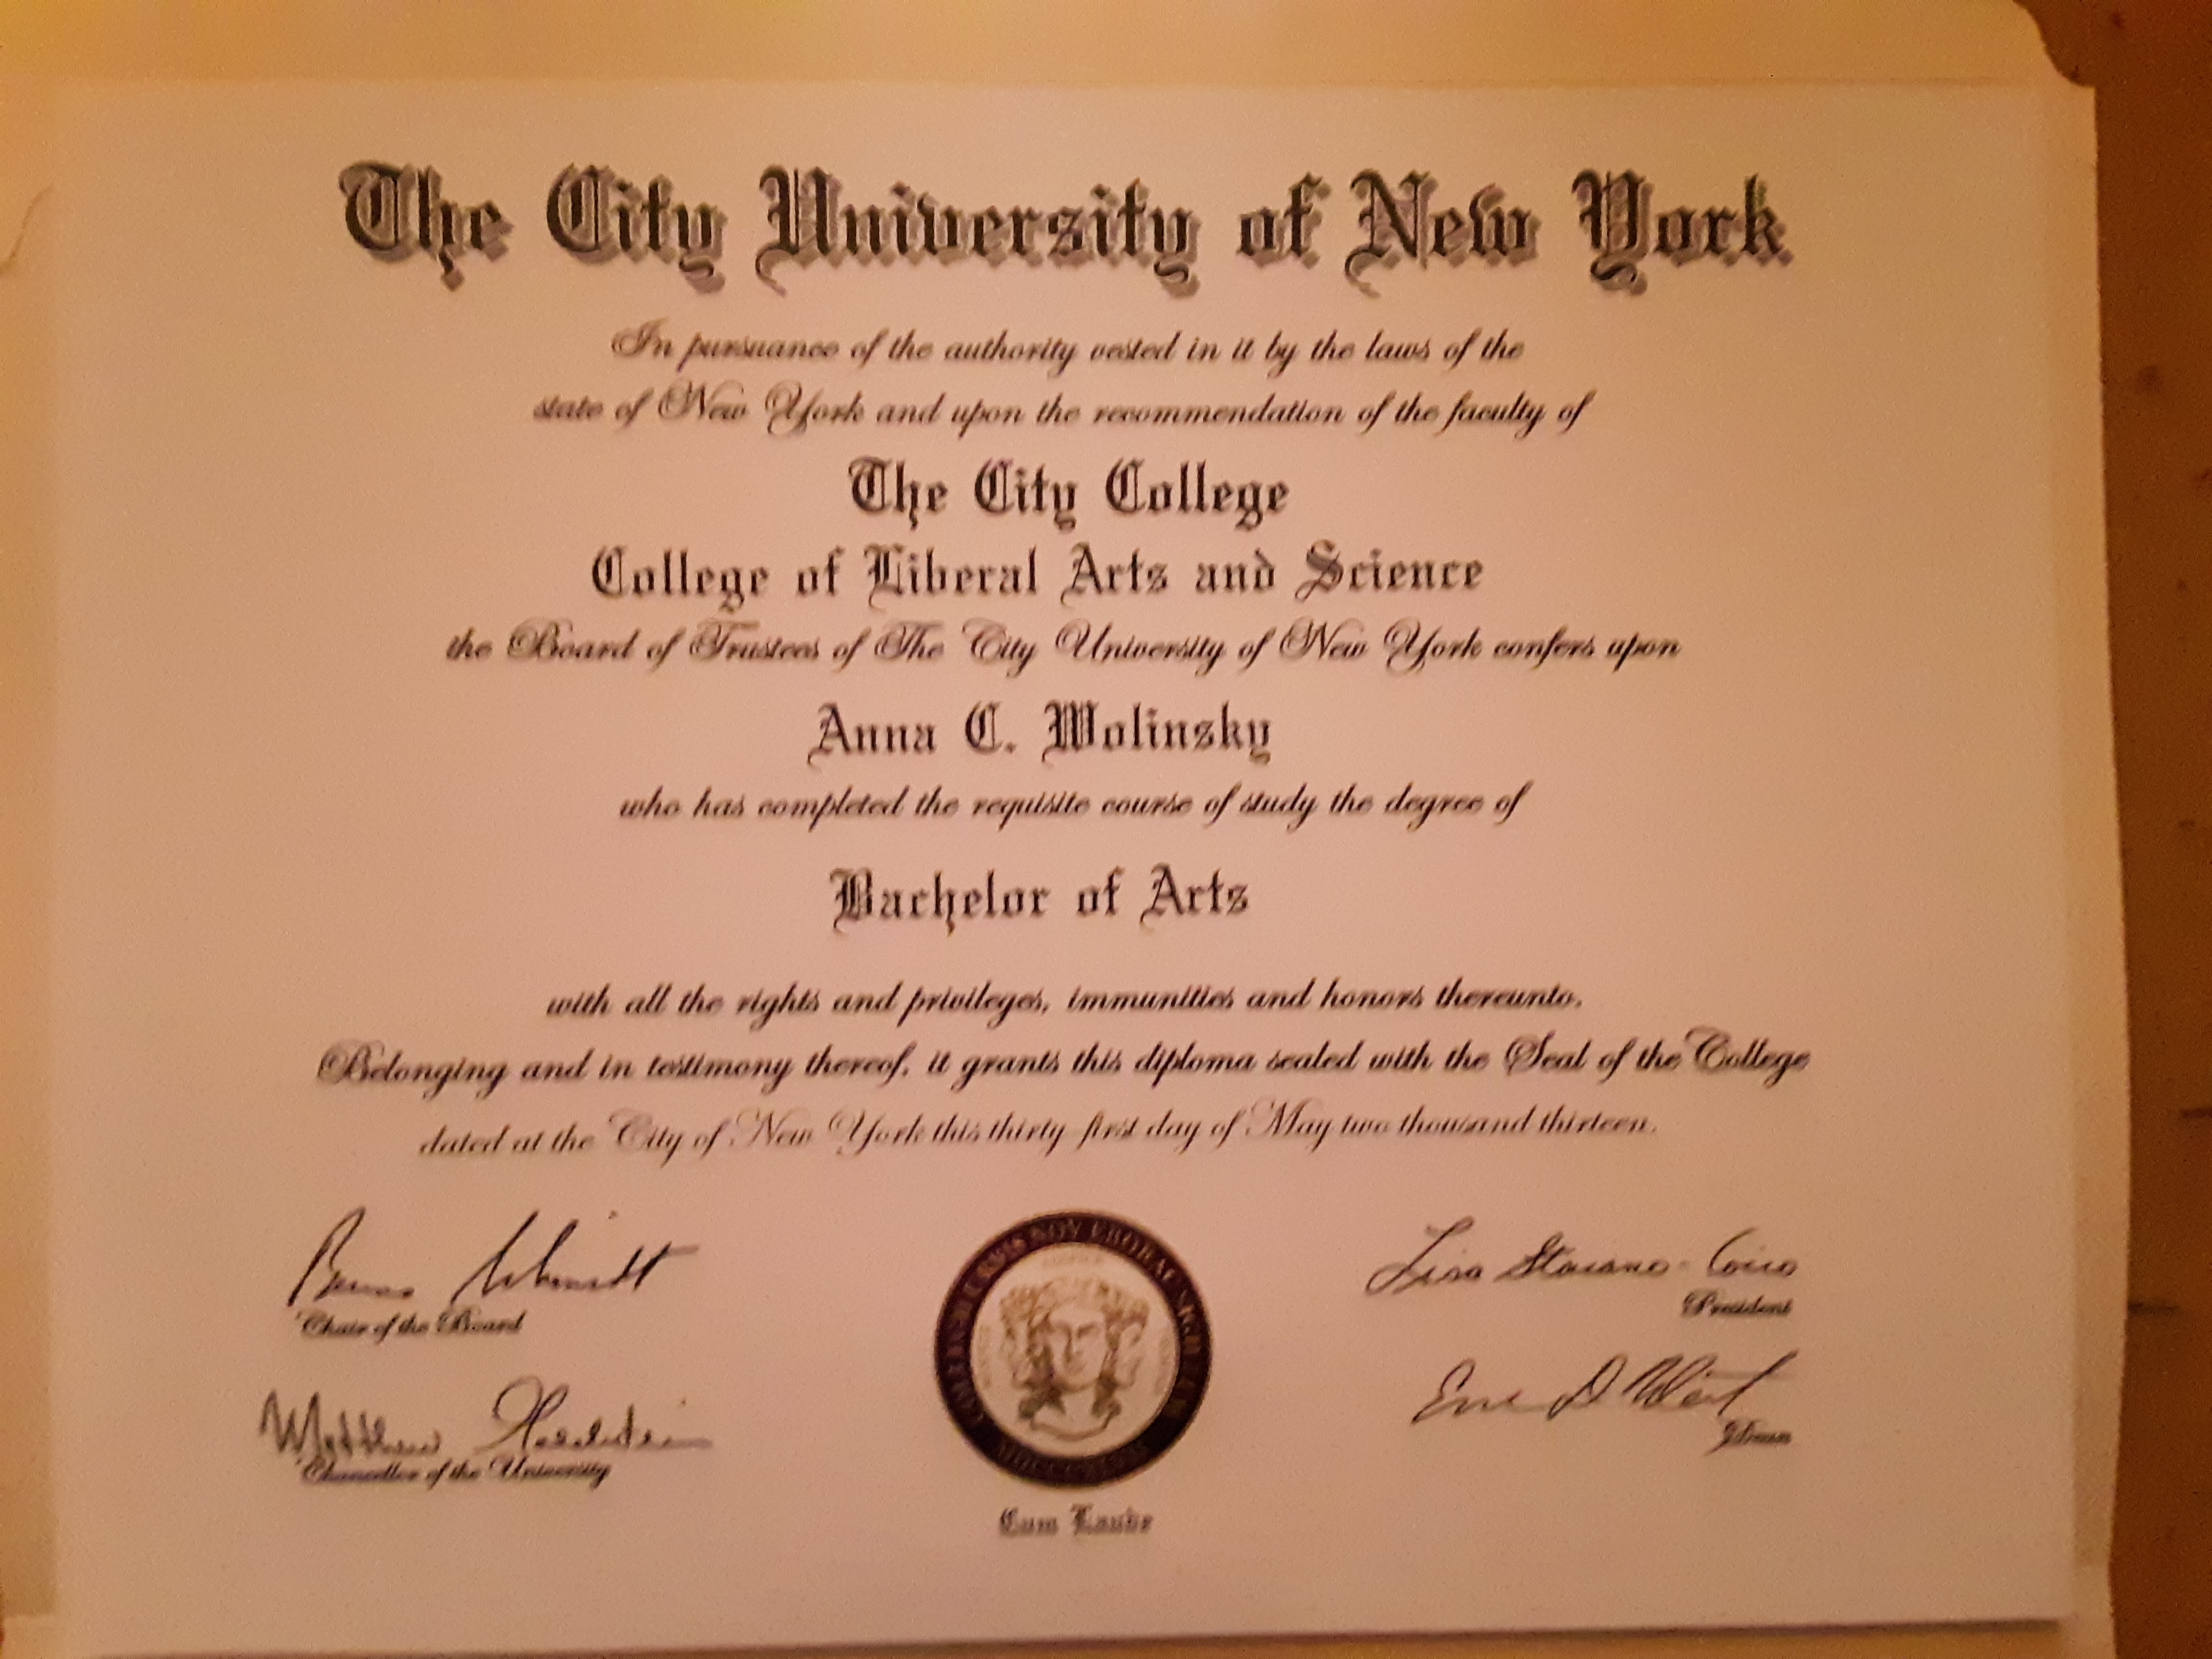 The City University of New York
In pursuance of the authority vested in it by the laws of the
state of New York and upon the recommendation of the faculty of
The City College
College of Liberal Arts and Science
the Board of Trustees of The City University of New York confers upon
Anna C. Wolinsky
who has completed the requisite course of study the degree of
Bachelor of Arts
with all the rights and privileges, immunities and honors thereunto.
Belonging and in testimony thereof, it grants this diploma sealed with the Seal of the College
dated at the City of New York this thirty first day of May two thousand thirteen.
Chair of the Board
Matthew Goldstein
Chancellor of the University
Lisa Staiano-Coico
President
Dean
Cum Laude